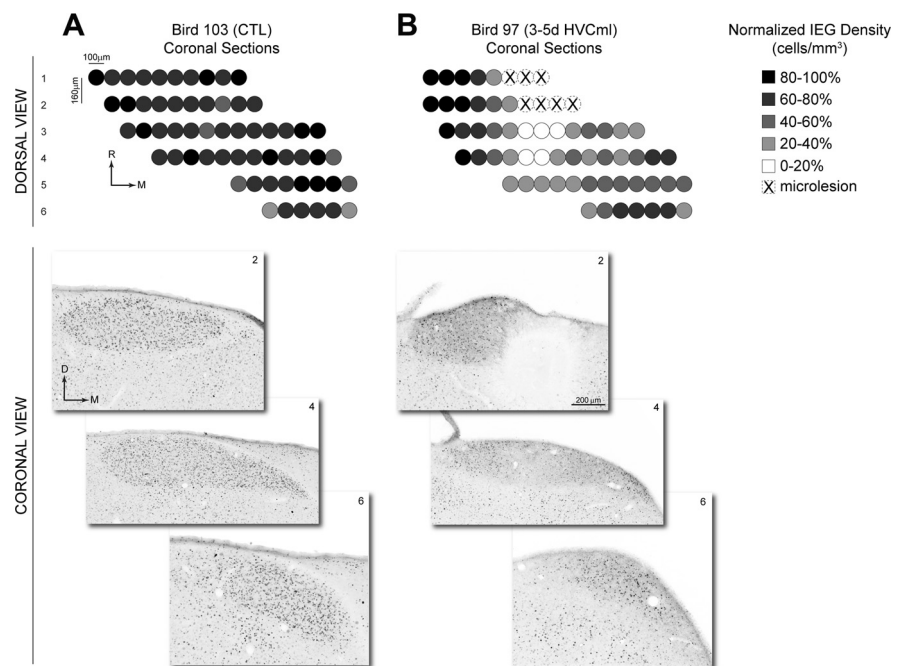 A
Bird 103 (CTL)
Coronal Sections
B
Bird 97 (3-5d HVCml)
Coronal Sections
Normalized IEG Density
(cells/mm³)
80-100%
60-80%
40-60%
20-40%
0-20%
X microlesion
DORSAL VIEW
100µm
160µm
1
2
3
4
5
6
R
M
X X X
X X X X
CORONAL VIEW
2
D
M
4
6
2
200 µm
4
6